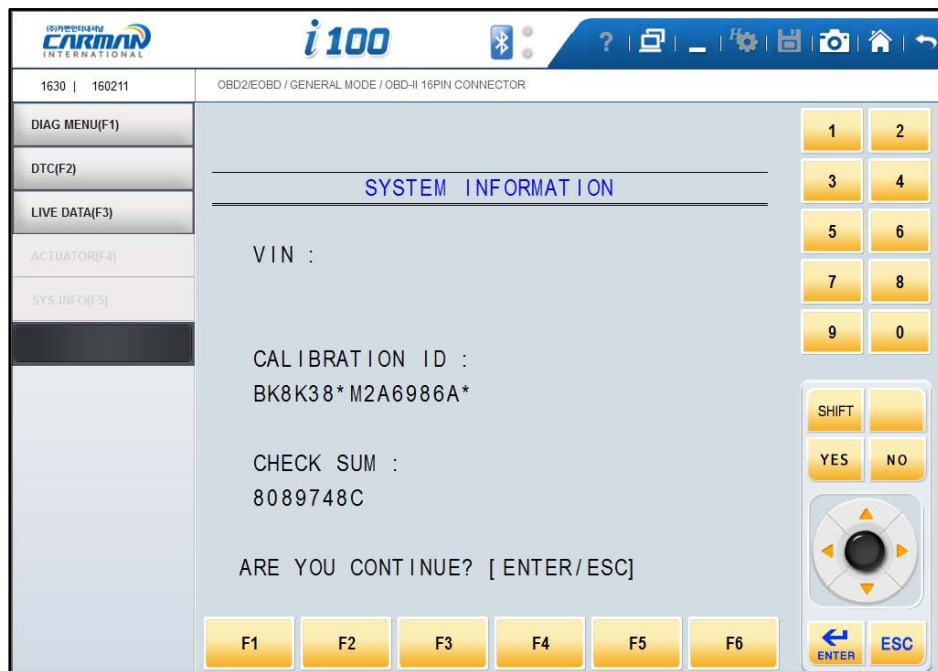 (주)카맨인터내샤날
CARMAN
INTERNATIONAL
i100
?
1630 | 160211
OBD2/EOBD / GENERAL MODE / OBD-II 16PIN CONNECTOR
DIAG MENU(F1)
DTC(F2)
LIVE DATA(F3)
ACTUATOR(F4)
SYS.INFO(F5)
SYSTEM INFORMATION
VIN :
CALIBRATION ID :
BK8K38*M2A6986A*
CHECK SUM :
8089748C
ARE YOU CONTINUE? [ENTER/ESC]
F1 F2 F3 F4 F5 F6
1 2
3 4
5 6
7 8
9 0
SHIFT
YES NO
ENTER ESC